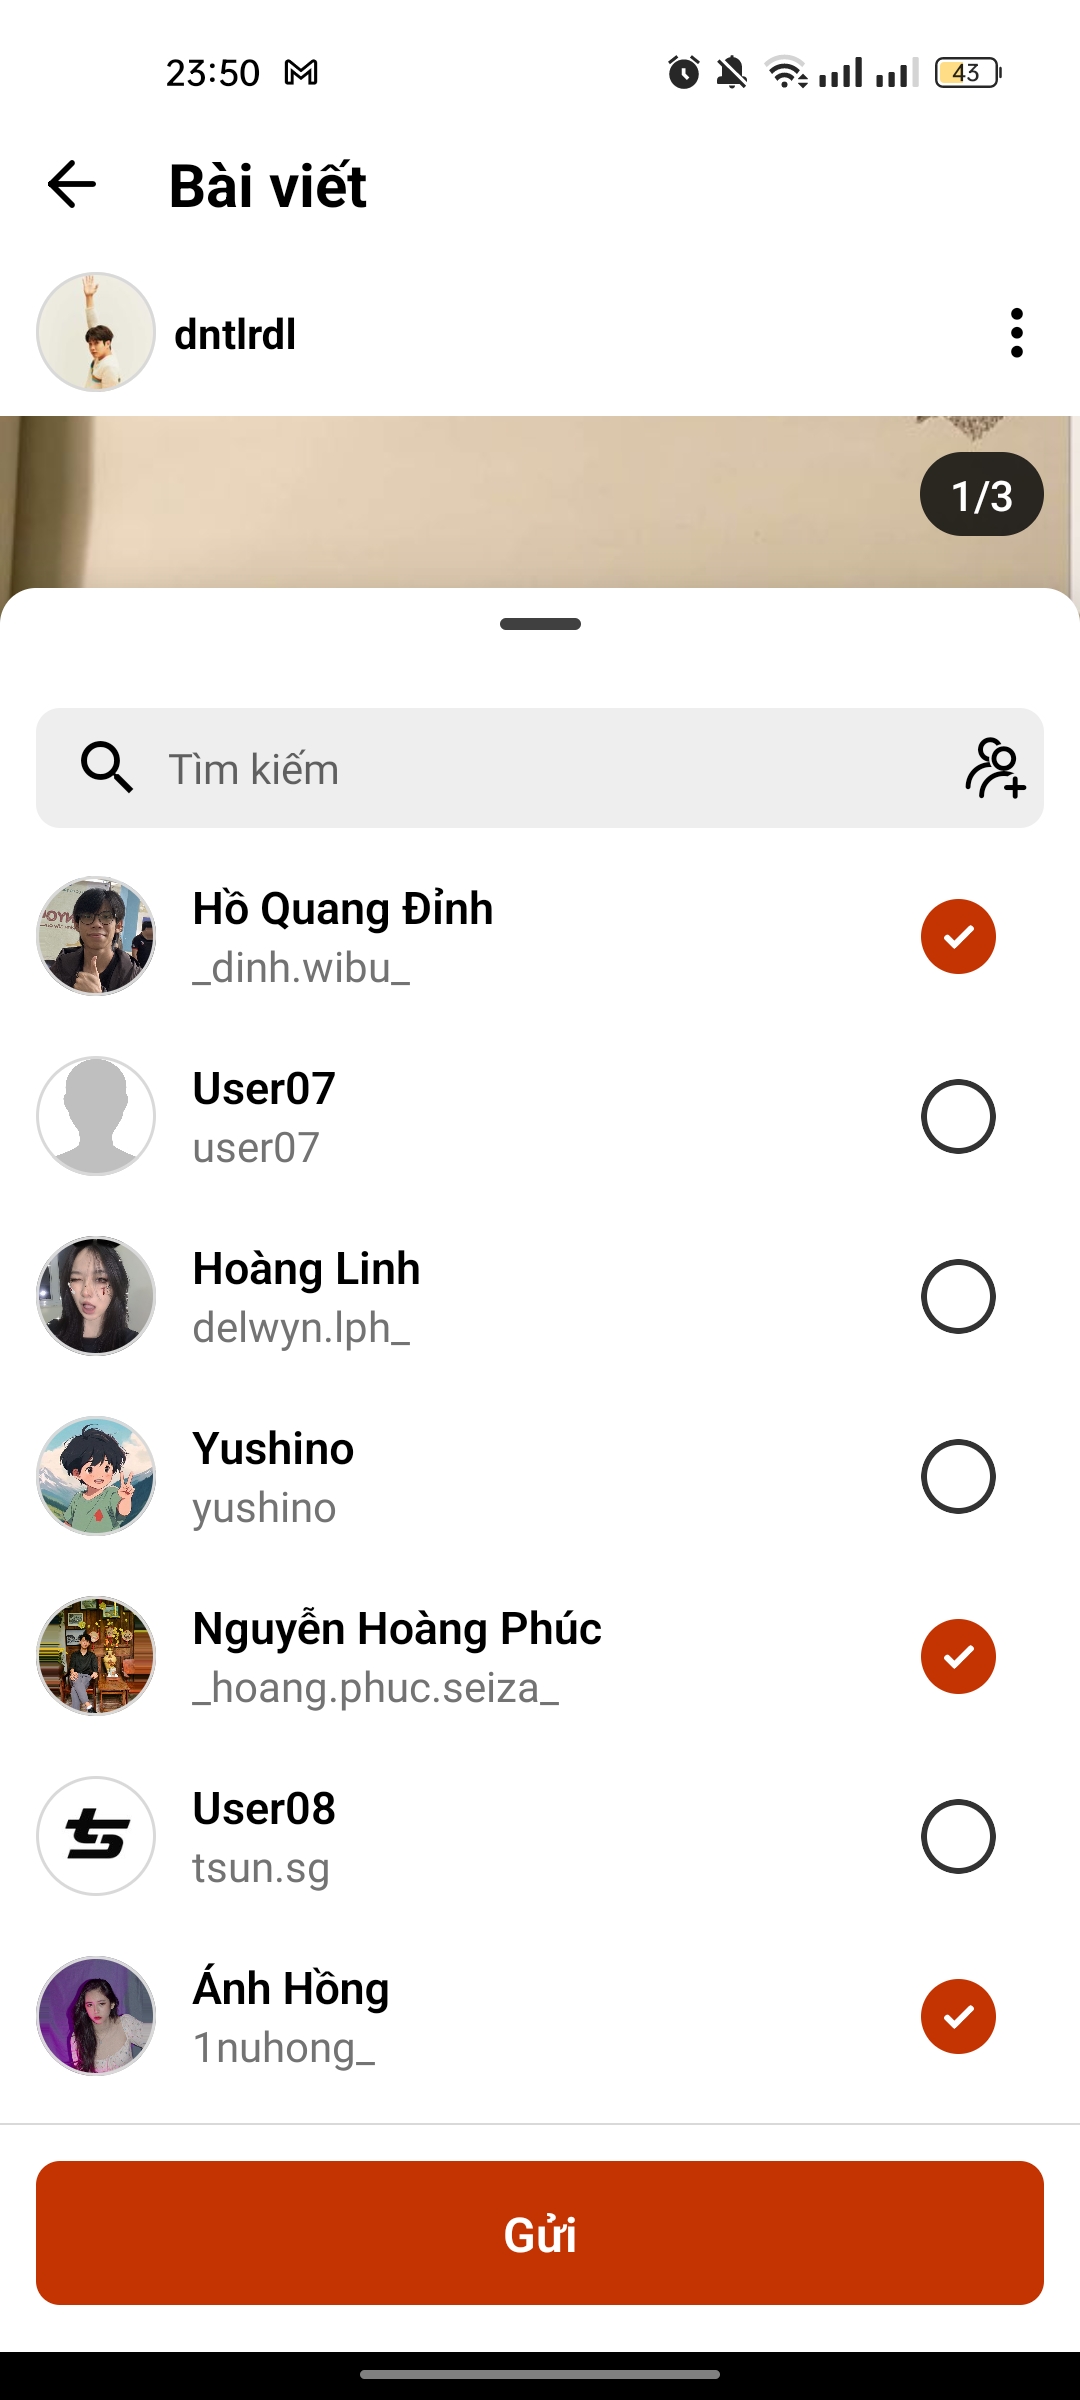 23:50
43
Bài viết
dntlrdl
1/3
Tìm kiếm
Hồ Quang Đỉnh
_dinh.wibu_
User07
user07
Hoàng Linh
delwyn.lph_
Yushino
yushino
Nguyễn Hoàng Phúc
_hoang.phuc.seiza_
User08
tsun.sg
Ánh Hồng
1nuhong_
Gửi